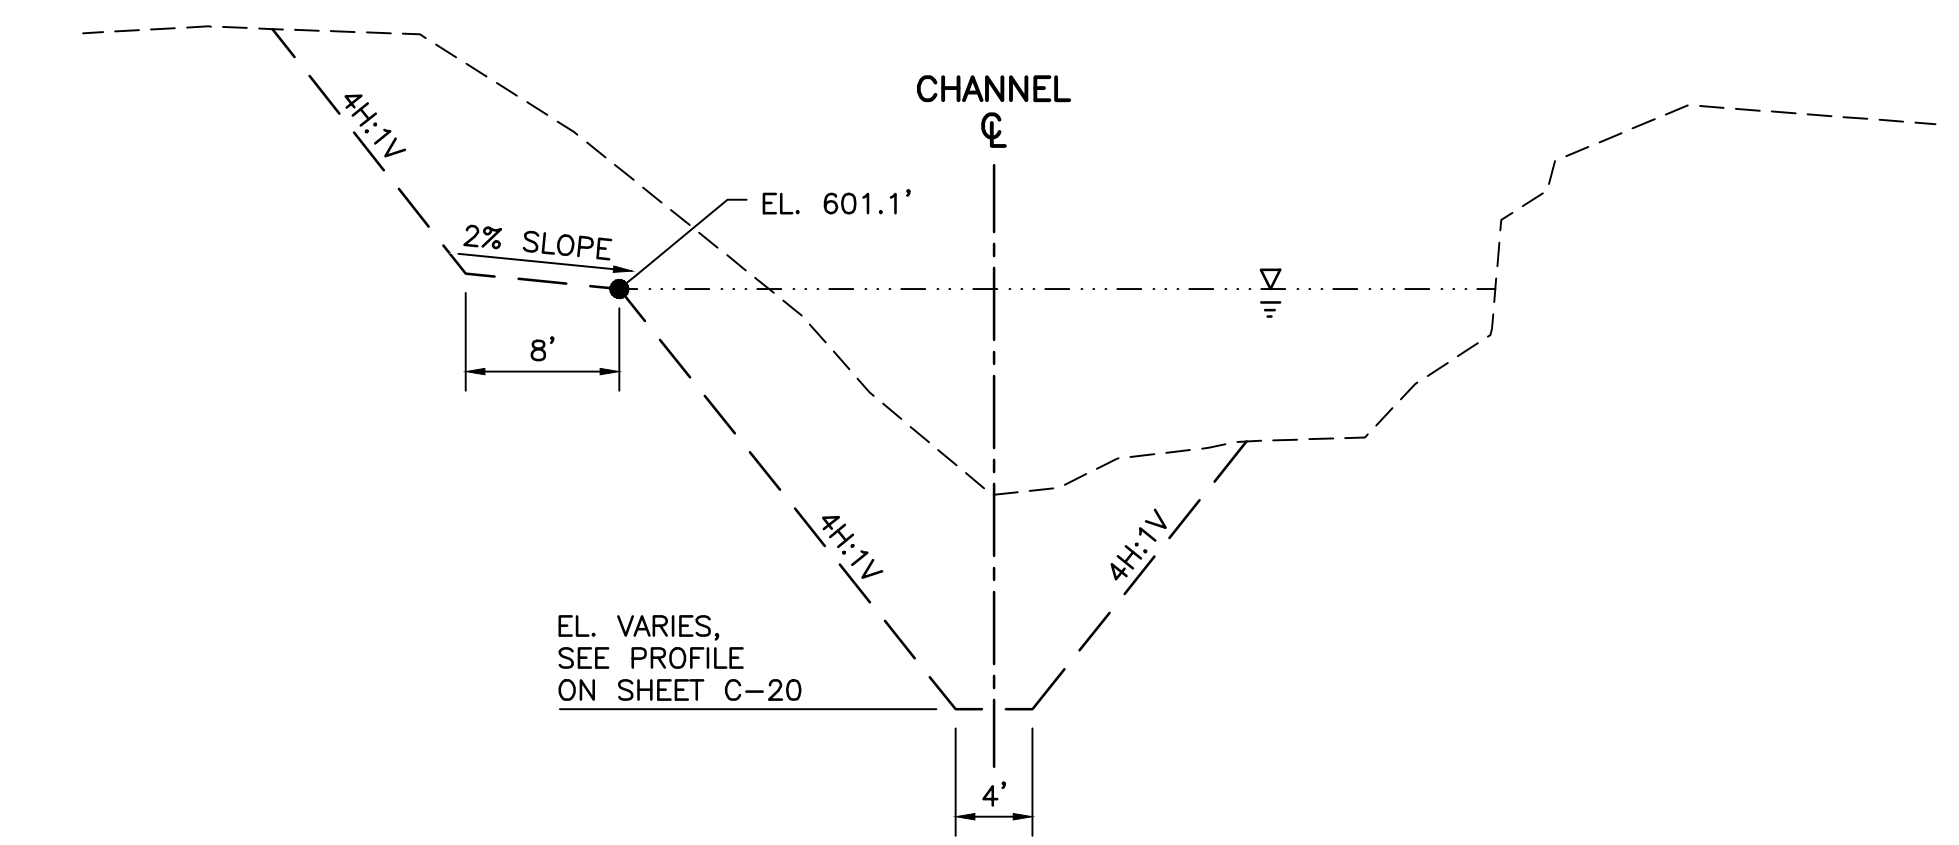 CHANNEL
℄
4H:1V
EL. 601.1'
2% SLOPE
8'
4H:1V
4H:1V
EL. VARIES,
SEE PROFILE
ON SHEET C-20
4'